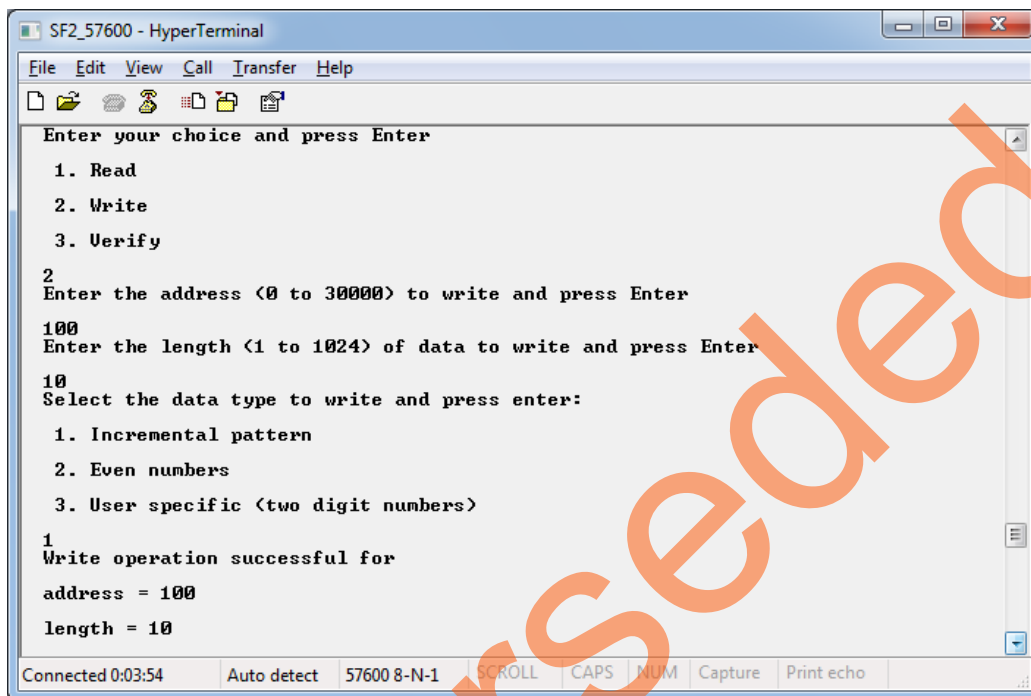 SF2_57600 - HyperTerminal
File Edit View Call Transfer Help
Enter your choice and press Enter
1. Read
2. Write
3. Verify
2
Enter the address (0 to 30000) to write and press Enter
100
Enter the length (1 to 1024) of data to write and press Enter
10
Select the data type to write and press enter:
1. Incremental pattern
2. Even numbers
3. User specific (two digit numbers)
1
Write operation successful for
address = 100
length = 10
Connected 0:03:54 Auto detect 57600 8-N-1 SCROLL CAPS NUM Capture Print echo
rseded